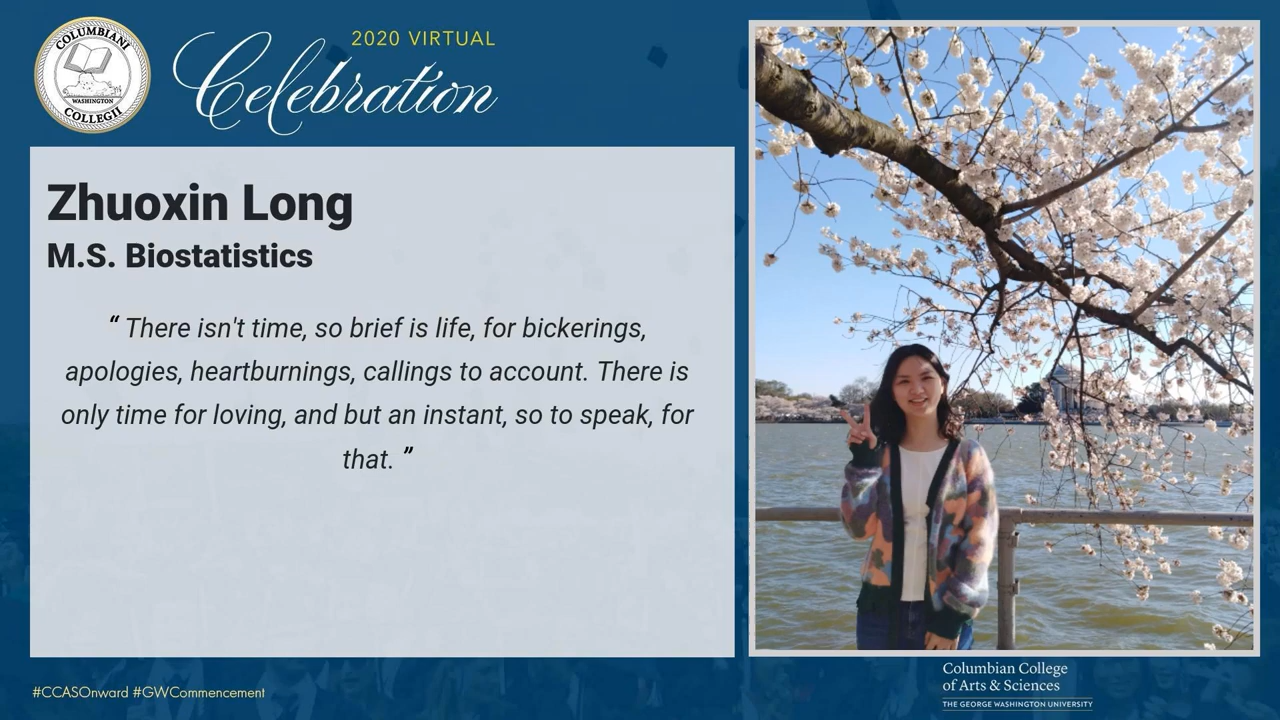 COLUMBIANI
WASHINGTON
COLLEGII
2020 VIRTUAL
Celebration
Zhuoxin Long
M.S. Biostatistics
“ There isn't time, so brief is life, for bickerings,
apologies, heartburnings, callings to account. There is
only time for loving, and but an instant, so to speak, for
that. ”
#CCASOnward #GWCommencement
Columbian College
of Arts & Sciences
THE GEORGE WASHINGTON UNIVERSITY